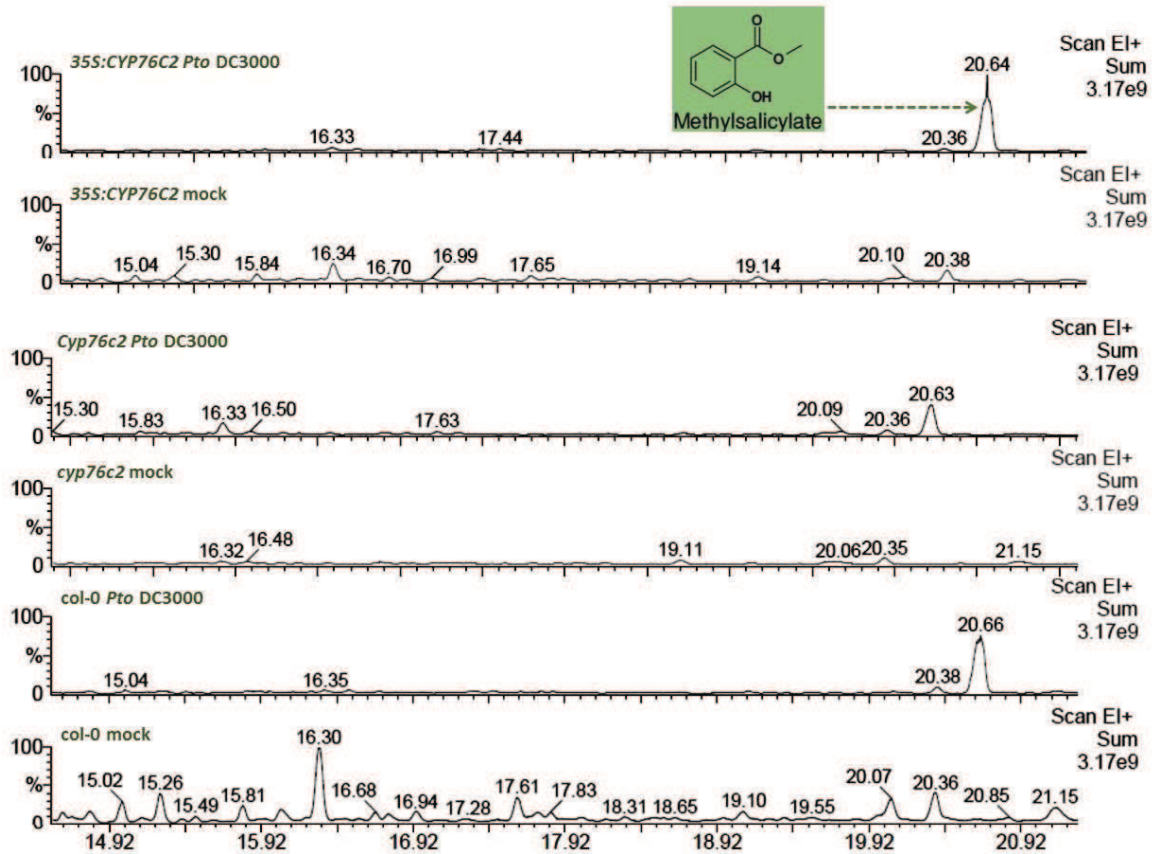 O
O
OH
Methylsalicylate
35S:CYP76C2 Pto DC3000
Scan EI+
Sum
3.17e9
100
%
0
16.33
17.44
20.36
20.64
35S:CYP76C2 mock
Scan EI+
Sum
3.17e9
100
%
0
15.04
15.30
15.84
16.34
16.70
16.99
17.65
19.14
20.10
20.38
Cyp76c2 Pto DC3000
Scan EI+
Sum
3.17e9
100
%
0
15.30
15.83
16.33
16.50
17.63
20.09
20.36
20.63
cyp76c2 mock
Scan EI+
Sum
3.17e9
100
%
0
16.32
16.48
19.11
20.06
20.35
21.15
col-0 Pto DC3000
Scan EI+
Sum
3.17e9
100
%
0
15.04
16.35
20.38
20.66
col-0 mock
Scan EI+
Sum
3.17e9
100
%
0
15.02
15.26
15.49
15.81
16.30
16.68
16.94
17.28
17.61
17.83
18.31
18.65
19.10
19.55
20.07
20.36
20.85
21.15
14.92
15.92
16.92
17.92
18.92
19.92
20.92